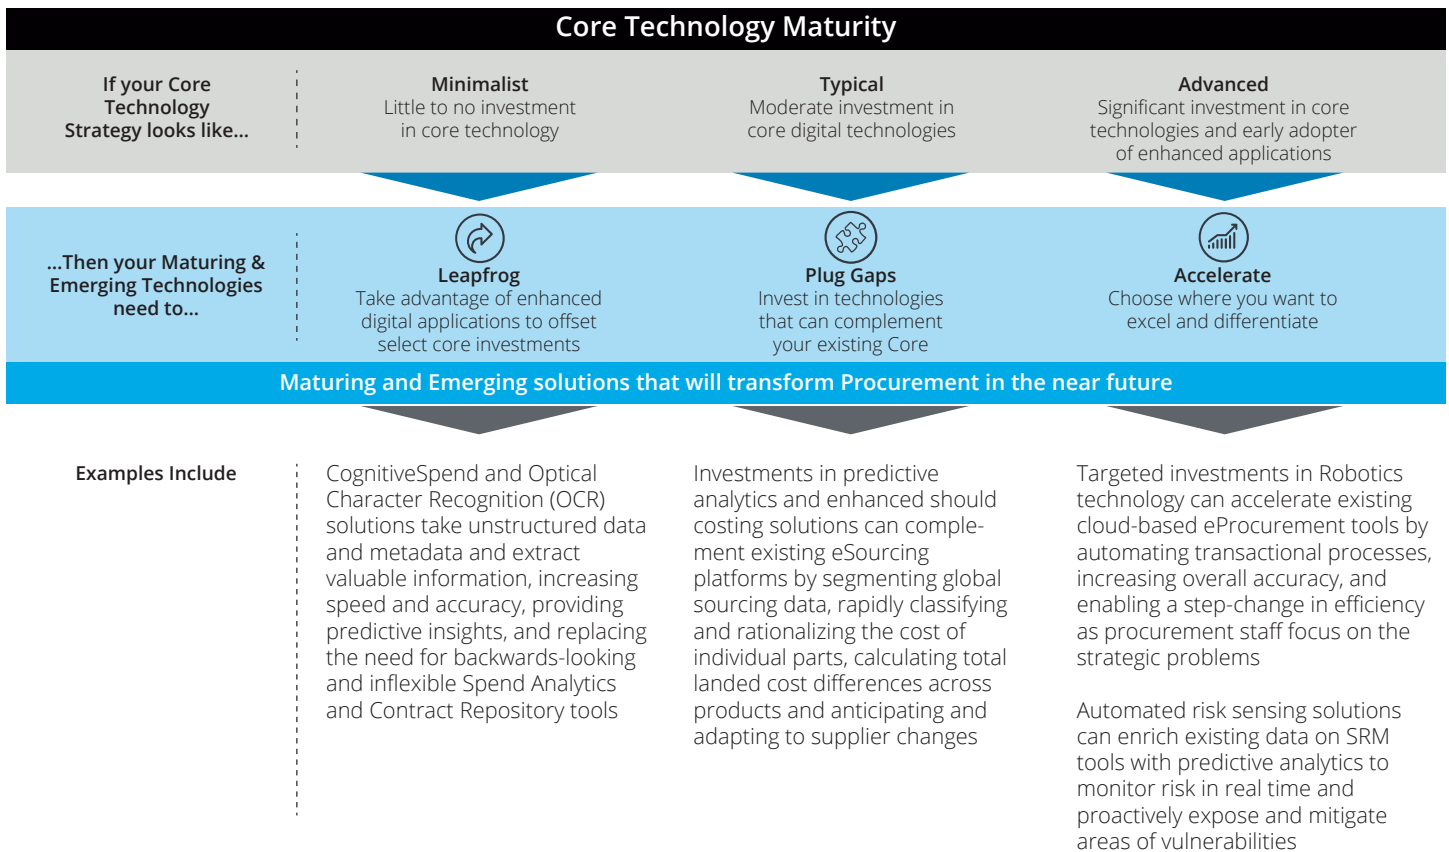 Core Technology Maturity
If your Core
Technology
Strategy looks like...
Minimalist
Little to no investment
in core technology
Typical
Moderate investment in
core digital technologies
Advanced
Significant investment in core
technologies and early adopter
of enhanced applications
...Then your Maturing &
Emerging Technologies
need to...
Leapfrog
Take advantage of enhanced
digital applications to offset
select core investments
Plug Gaps
Invest in technologies
that can complement
your existing Core
Accelerate
Choose where you want to
excel and differentiate
Maturing and Emerging solutions that will transform Procurement in the near future
Examples Include
CognitiveSpend and Optical
Character Recognition (OCR)
solutions take unstructured data
and metadata and extract
valuable information, increasing
speed and accuracy, providing
predictive insights, and replacing
the need for backwards-looking
and inflexible Spend Analytics
and Contract Repository tools
Investments in predictive
analytics and enhanced should
costing solutions can comple-
ment existing eSourcing
platforms by segmenting global
sourcing data, rapidly classifying
and rationalizing the cost of
individual parts, calculating total
landed cost differences across
products and anticipating and
adapting to supplier changes
Targeted investments in Robotics
technology can accelerate existing
cloud-based eProcurement tools by
automating transactional processes,
increasing overall accuracy, and
enabling a step-change in efficiency
as procurement staff focus on the
strategic problems
Automated risk sensing solutions
can enrich existing data on SRM
tools with predictive analytics to
monitor risk in real time and
proactively expose and mitigate
areas of vulnerabilities